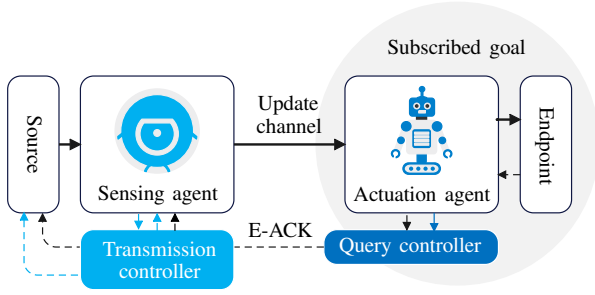 Subscribed goal
Source
Sensing agent
Update
channel
Actuation agent
Endpoint
E-ACK
Transmission
controller
Query controller